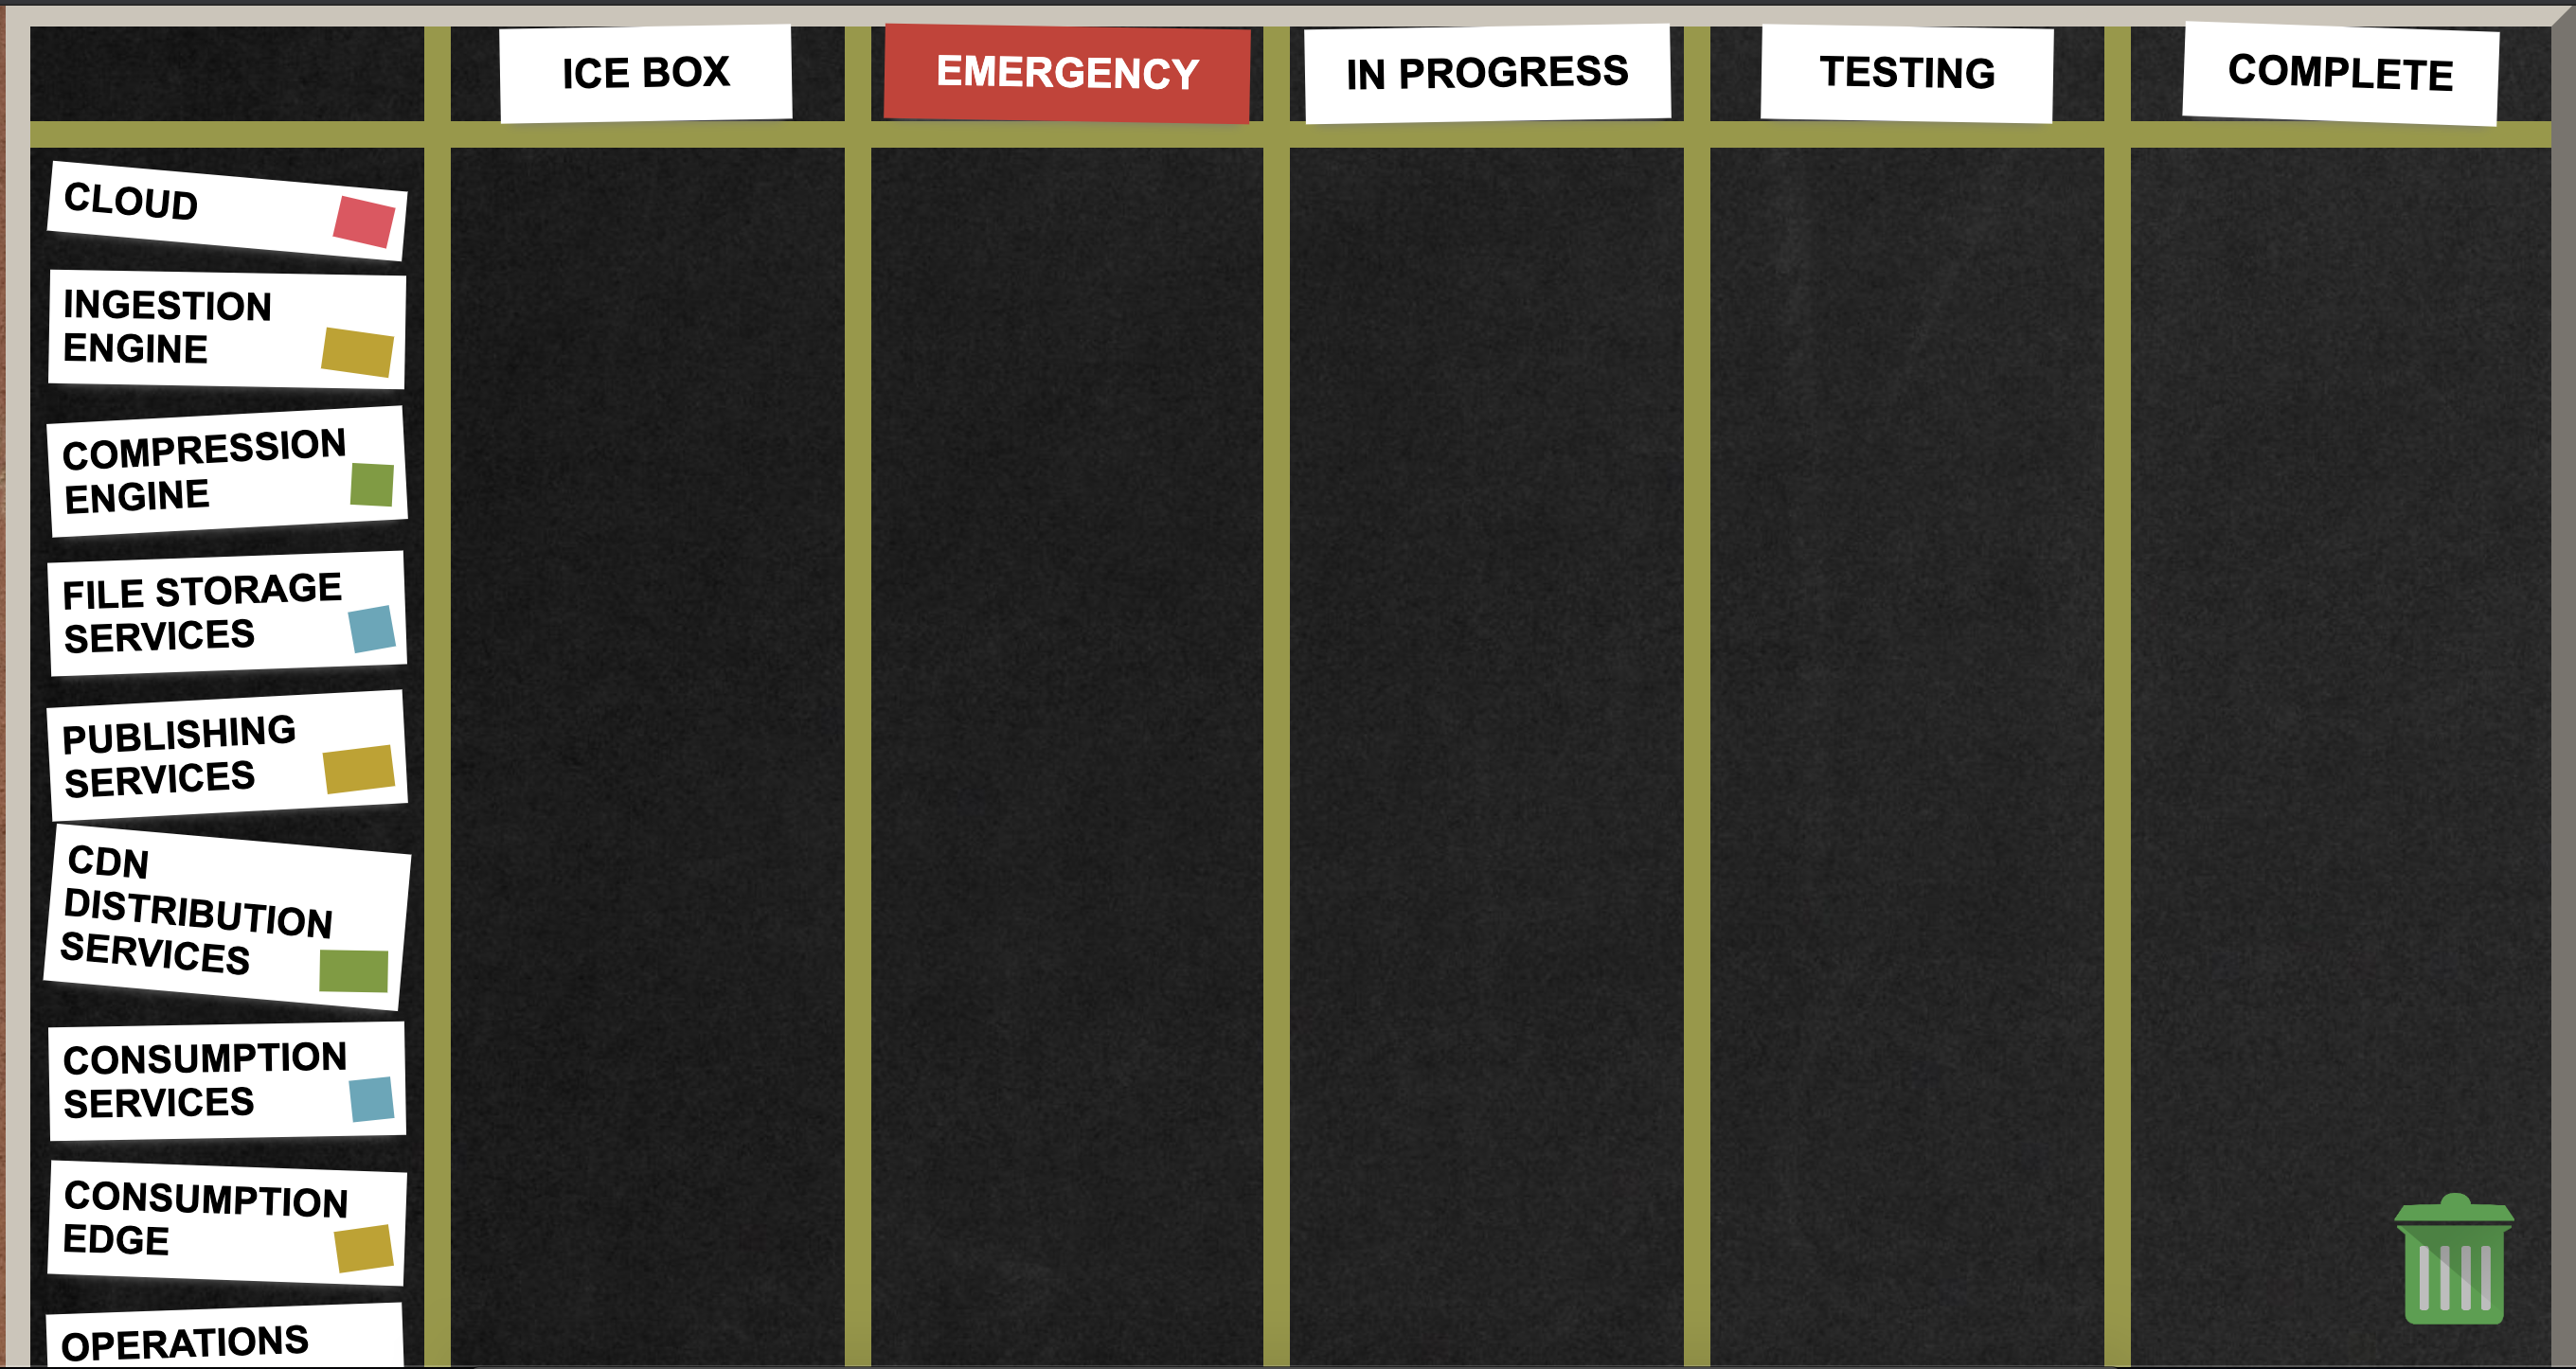 ICE BOX
EMERGENCY
IN PROGRESS
TESTING
COMPLETE
CLOUD
INGESTION
ENGINE
COMPRESSION
ENGINE
FILE STORAGE
SERVICES
PUBLISHING
SERVICES
CDN
DISTRIBUTION
SERVICES
CONSUMPTION
SERVICES
CONSUMPTION
EDGE
OPERATIONS